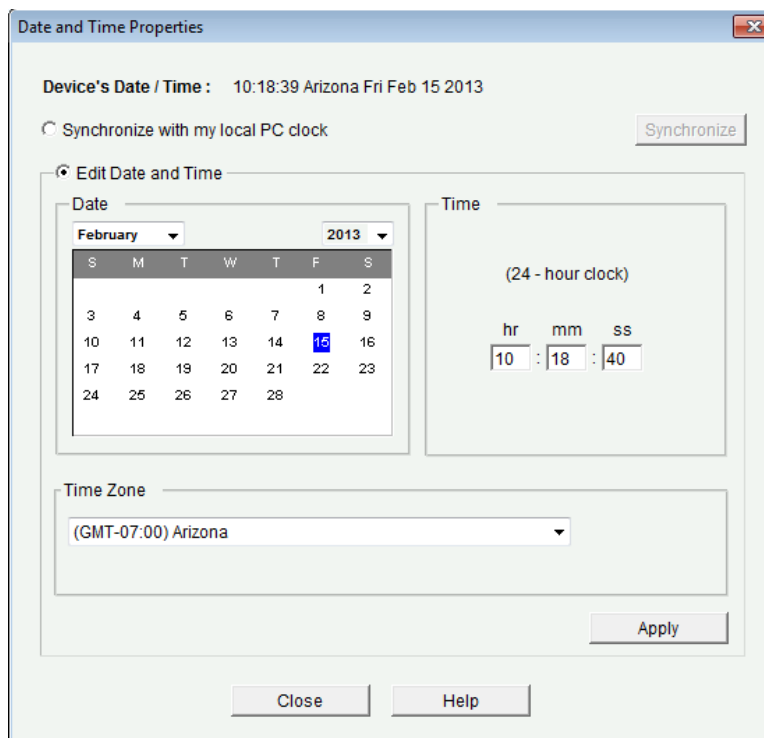 Date and Time Properties
Device's Date / Time : 10:18:39 Arizona Fri Feb 15 2013
Synchronize with my local PC clock
Synchronize
Edit Date and Time
Date
February 2013
S M T W T F S
1 2
3 4 5 6 7 8 9
10 11 12 13 14 15 16
17 18 19 20 21 22 23
24 25 26 27 28
Time
(24 - hour clock)
hr mm ss
10 : 18 : 40
Time Zone
(GMT-07:00) Arizona
Apply
Close Help